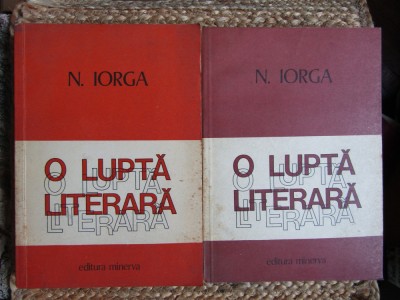 N. IORGA
O LUPTĂ
LITERARĂ
editura minerva
N. IORGA
O LUPTĂ
LITERARĂ
editura minerva